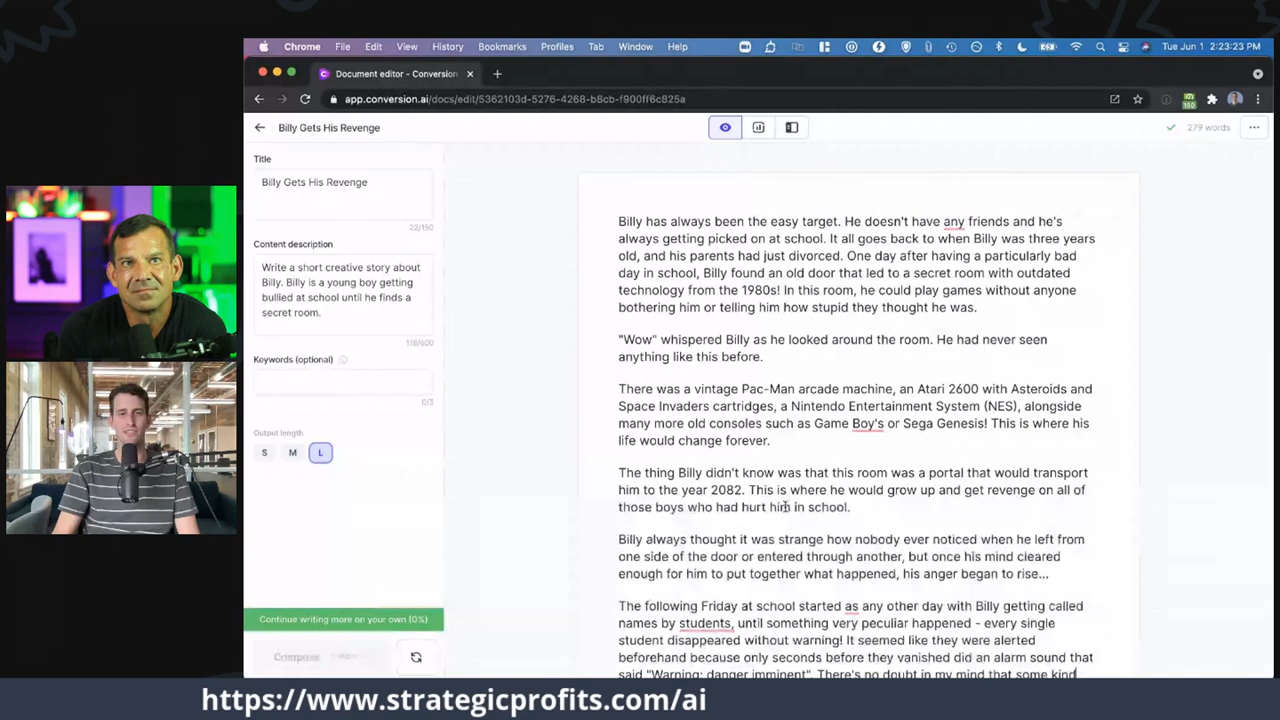 Chrome File Edit View History Bookmarks Profiles Tab Window Help Tue Jun 1 2:23:23 PM
Document editor - Conversion
app.conversion.ai/docs/edit/5362103d-5276-4268-b8cb-f900ff6c825a
150
Billy Gets His Revenge
279 words
Title
Billy Gets His Revenge
22/150
Content description
Write a short creative story about
Billy. Billy is a young boy getting
bullied at school until he finds a
secret room.
118/600
Keywords (optional)
0/3
Output length
S M L
Continue writing more on your own (0%)
Compose
Billy has always been the easy target. He doesn't have any friends and he's
always getting picked on at school. It all goes back to when Billy was three years
old, and his parents had just divorced. One day after having a particularly bad
day in school, Billy found an old door that led to a secret room with outdated
technology from the 1980s! In this room, he could play games without anyone
bothering him or telling him how stupid they thought he was.
"Wow" whispered Billy as he looked around the room. He had never seen
anything like this before.
There was a vintage Pac-Man arcade machine, an Atari 2600 with Asteroids and
Space Invaders cartridges, a Nintendo Entertainment System (NES), alongside
many more old consoles such as Game Boy's or Sega Genesis! This is where his
life would change forever.
The thing Billy didn't know was that this room was a portal that would transport
him to the year 2082. This is where he would grow up and get revenge on all of
those boys who had hurt him in school.
Billy always thought it was strange how nobody ever noticed when he left from
one side of the door or entered through another, but once his mind cleared
enough for him to put together what happened, his anger began to rise...
The following Friday at school started as any other day with Billy getting called
names by students, until something very peculiar happened - every single
student disappeared without warning! It seemed like they were alerted
beforehand because only seconds before they vanished did an alarm sound that
said "Warning: danger imminent". There's no doubt in my mind that some kind
https://www.strategicprofits.com/ai